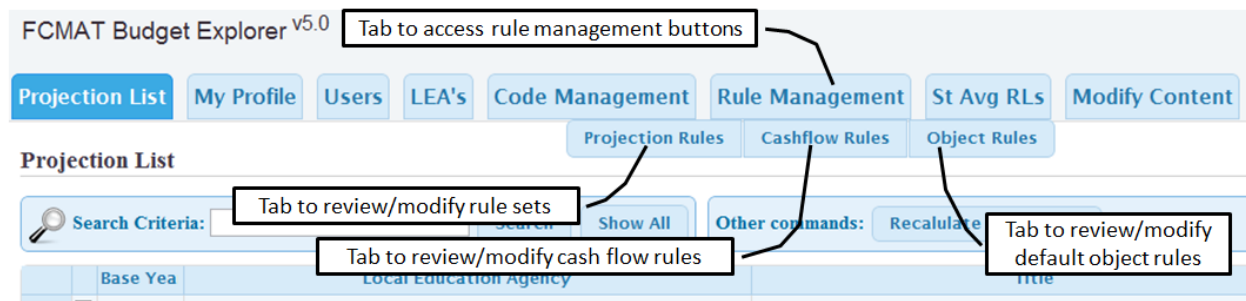 FCMAT Budget Explorer v5.0
Tab to access rule management buttons
Projection List My Profile Users LEA's Code Management Rule Management St Avg RLs Modify Content
Projection Rules Cashflow Rules Object Rules
Projection List
Tab to review/modify rule sets
Search Criteria: Search Show All Other commands: Recalulate
Tab to review/modify
default object rules
Tab to review/modify cash flow rules
Base Yea Local Education Agency Title